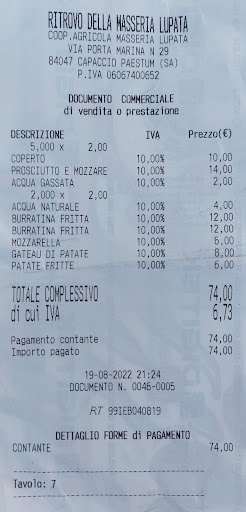 RITROVO DELLA MASSERIA LUPATA
COOP.AGRICOLA MASSERIA LUPATA
VIA PORTA MARINA N 29
84047 CAPACCIO PAESTUM (SA)
P.IVA 06067400652
DOCUMENTO COMMERCIALE
di vendita o prestazione
DESCRIZIONE IVA Prezzo(€)
5,000 x 2,00
COPERTO 10,00% 10,00
PROSCIUTTO E MOZZARE 10,00% 14,00
ACQUA GASSATA 10,00% 2,00
2,000 x 2,00
ACQUA NATURALE 10,00% 4,00
BURRATINA FRITTA 10,00% 12,00
BURRATINA FRITTA 10,00% 12,00
MOZZARELLA 10,00% 6,00
GATEAU DI PATATE 10,00% 8,00
PATATE FRITTE 10,00% 6,00
TOTALE COMPLESSIVO 74,00
di cui IVA 6,73
Pagamento contante 74,00
Importo pagato 74,00
19-08-2022 21:24
DOCUMENTO N. 0046-0005
RT 99IEB040819
DETTAGLIO FORME di PAGAMENTO
CONTANTE 74,00
Tavolo: 7